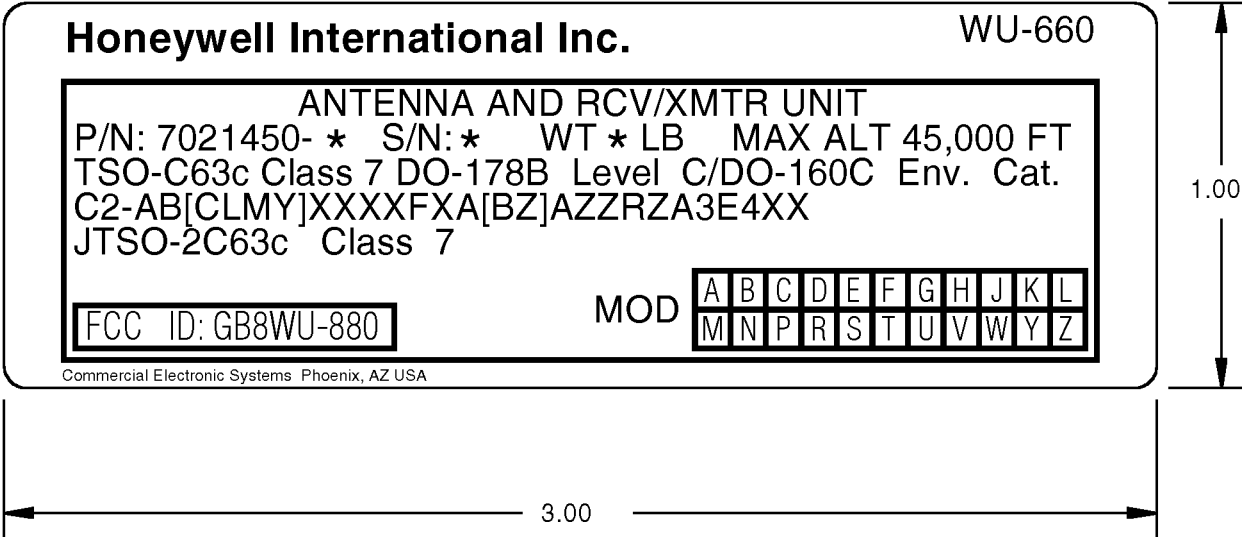 Honeywell International Inc. WU-660
ANTENNA AND RCV/XMTR UNIT
P/N: 7021450- * S/N: * WT * LB MAX ALT 45,000 FT
TSO-C63c Class 7 DO-178B Level C/DO-160C Env. Cat.
C2-AB[CLMY]XXXXFXA[BZ]AZZRZA3E4XX
JTSO-2C63c Class 7
MOD
A B C D E F G H J K L
M N P R S T U V W Y Z
FCC ID: GB8WU-880
Commercial Electronic Systems Phoenix, AZ USA
1.00
3.00